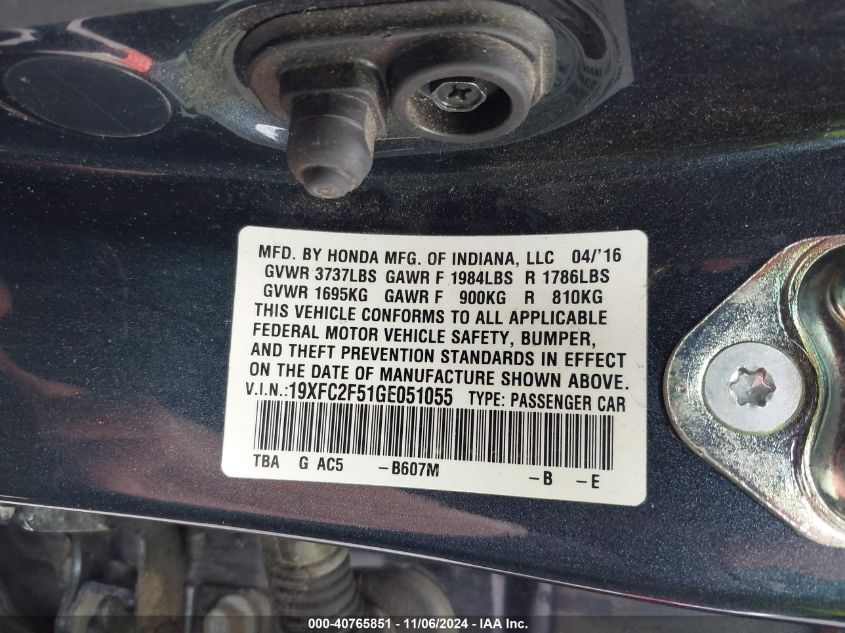 MFD. BY HONDA MFG. OF INDIANA, LLC 04/'16
GVWR 3737LBS GAWR F 1984LBS R 1786LBS
GVWR 1695KG GAWR F 900KG R 810KG
THIS VEHICLE CONFORMS TO ALL APPLICABLE
FEDERAL MOTOR VEHICLE SAFETY, BUMPER,
AND THEFT PREVENTION STANDARDS IN EFFECT
ON THE DATE OF MANUFACTURE SHOWN ABOVE.
V.I.N.:19XFC2F51GE051055 TYPE: PASSENGER CAR
TBA G AC5 -B607M -B -E
000-40765851 - 11/06/2024 - IAA Inc.